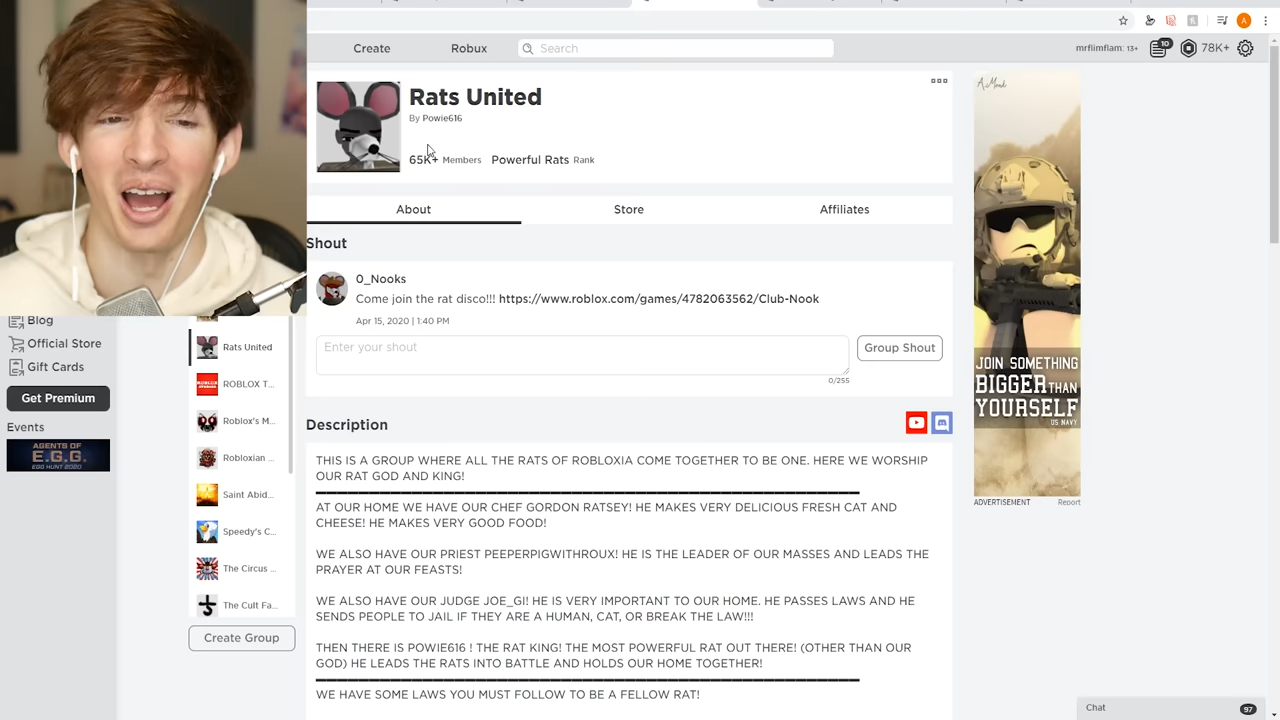 Create
Robux
Search
mrflimflam: 13+
10
78K+
Rats United
By Powie616
65K+ Members Powerful Rats Rank
About
Store
Affiliates
Shout
0_Nooks
Come join the rat disco!!! https://www.roblox.com/games/4782063562/Club-Nook
Apr 15, 2020 | 1:40 PM
Enter your shout
Group Shout
0/255
Description
THIS IS A GROUP WHERE ALL THE RATS OF ROBLOXIA COME TOGETHER TO BE ONE. HERE WE WORSHIP
OUR RAT GOD AND KING!
AT OUR HOME WE HAVE OUR CHEF GORDON RATSEY! HE MAKES VERY DELICIOUS FRESH CAT AND
CHEESE! HE MAKES VERY GOOD FOOD!
WE ALSO HAVE OUR PRIEST PEEPERPIGWITHROUX! HE IS THE LEADER OF OUR MASSES AND LEADS THE
PRAYER AT OUR FEASTS!
WE ALSO HAVE OUR JUDGE JOE_GI! HE IS VERY IMPORTANT TO OUR HOME. HE PASSES LAWS AND HE
SENDS PEOPLE TO JAIL IF THEY ARE A HUMAN, CAT, OR BREAK THE LAW!!!
THEN THERE IS POWIE616 ! THE RAT KING! THE MOST POWERFUL RAT OUT THERE! (OTHER THAN OUR
GOD) HE LEADS THE RATS INTO BATTLE AND HOLDS OUR HOME TOGETHER!
WE HAVE SOME LAWS YOU MUST FOLLOW TO BE A FELLOW RAT!
Blog
Official Store
Gift Cards
Get Premium
Events
AGENTS OF
E.G.G.
EGG HUNT 2020
Rats United
ROBLOX T...
Roblox's M...
Robloxian ...
Saint Abid...
Speedy's C...
The Circus ...
The Cult Fa...
Create Group
JOIN SOMETHING
BIGGER THAN
YOURSELF
US NAVY
ADVERTISEMENT
Report
Chat
97